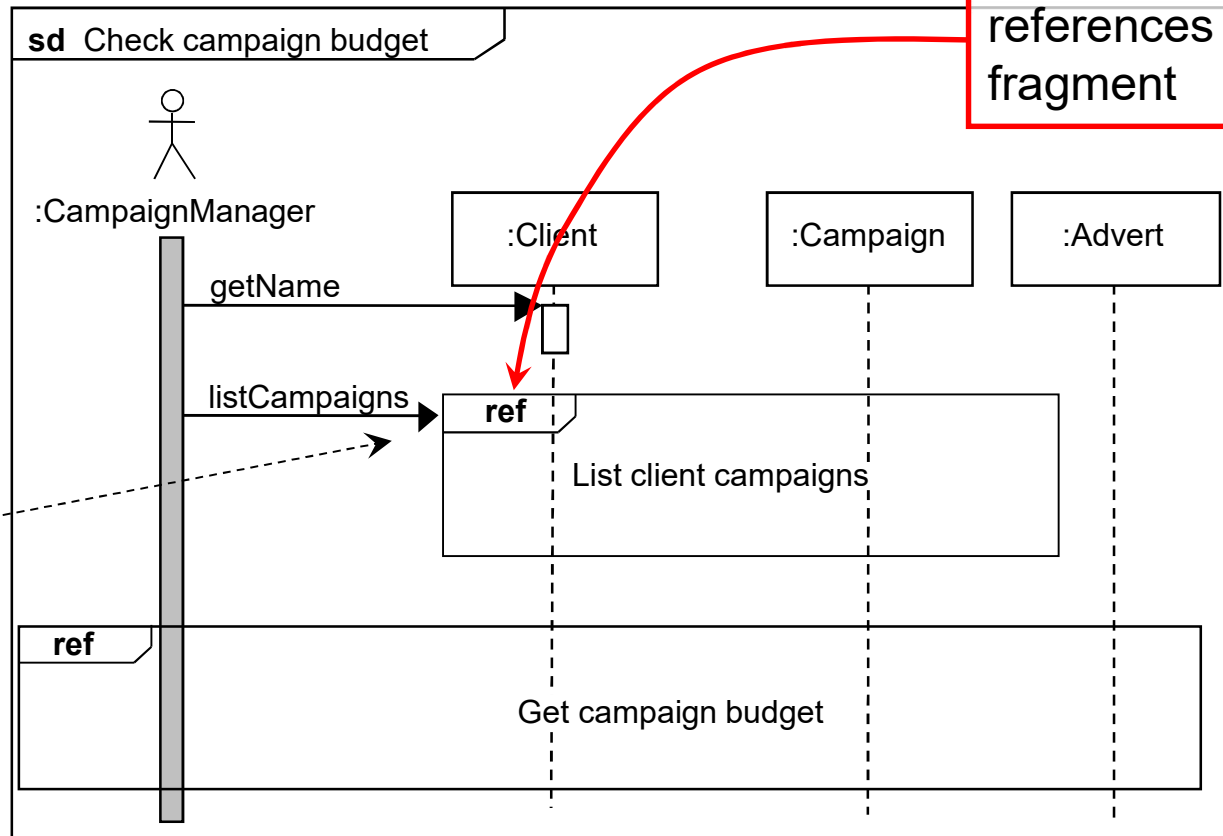 references
fragment
sd Check campaign budget
:CampaignManager
:Client
:Campaign
:Advert
getName
listCampaigns
ref
List client campaigns
ref
Get campaign budget